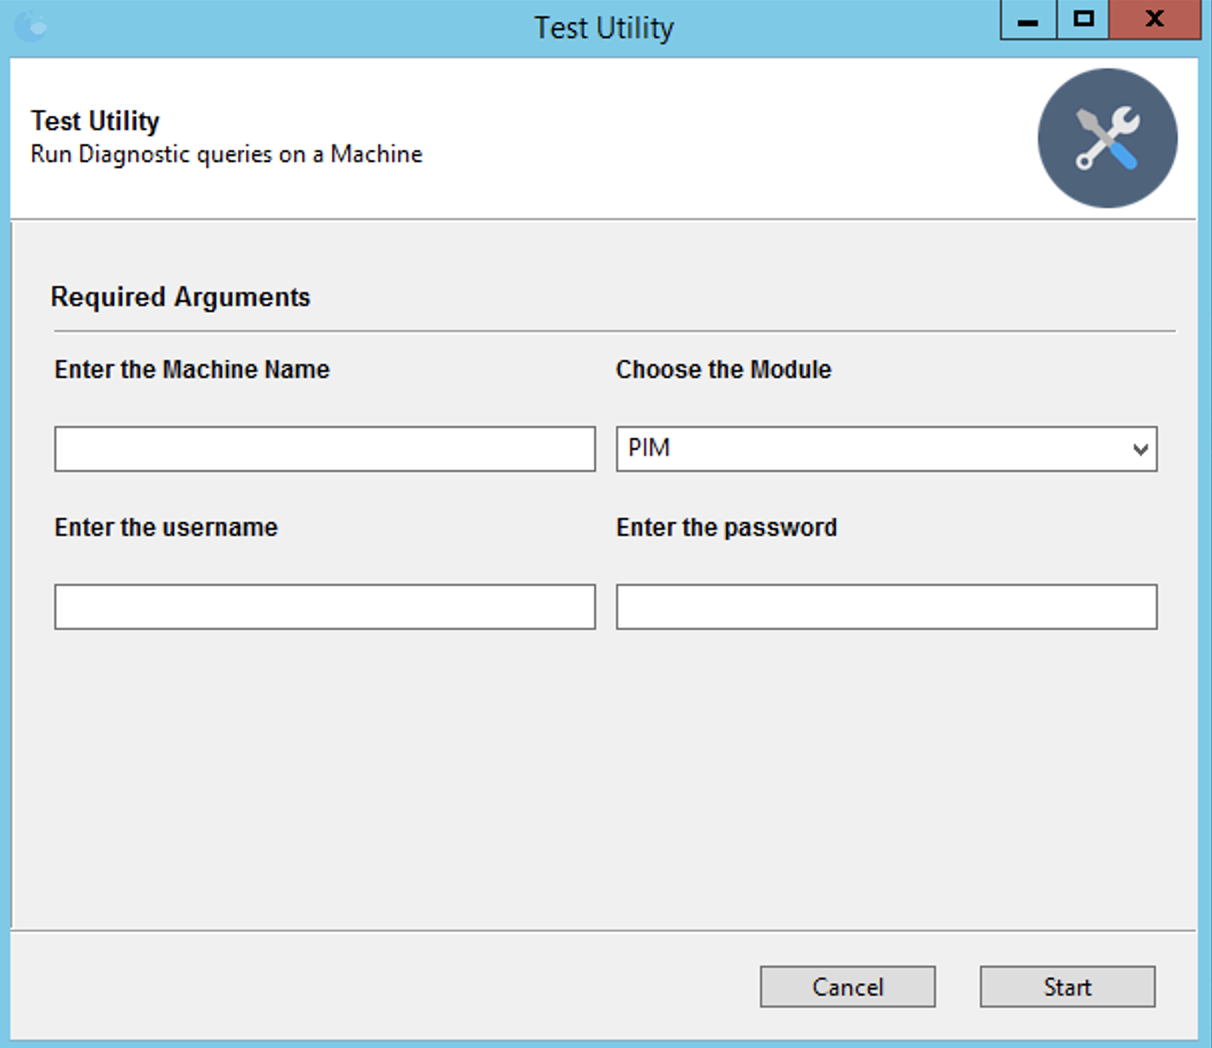 Test Utility
Test Utility
Run Diagnostic queries on a Machine
Required Arguments
Enter the Machine Name
Choose the Module
PIM
Enter the username
Enter the password
Cancel
Start